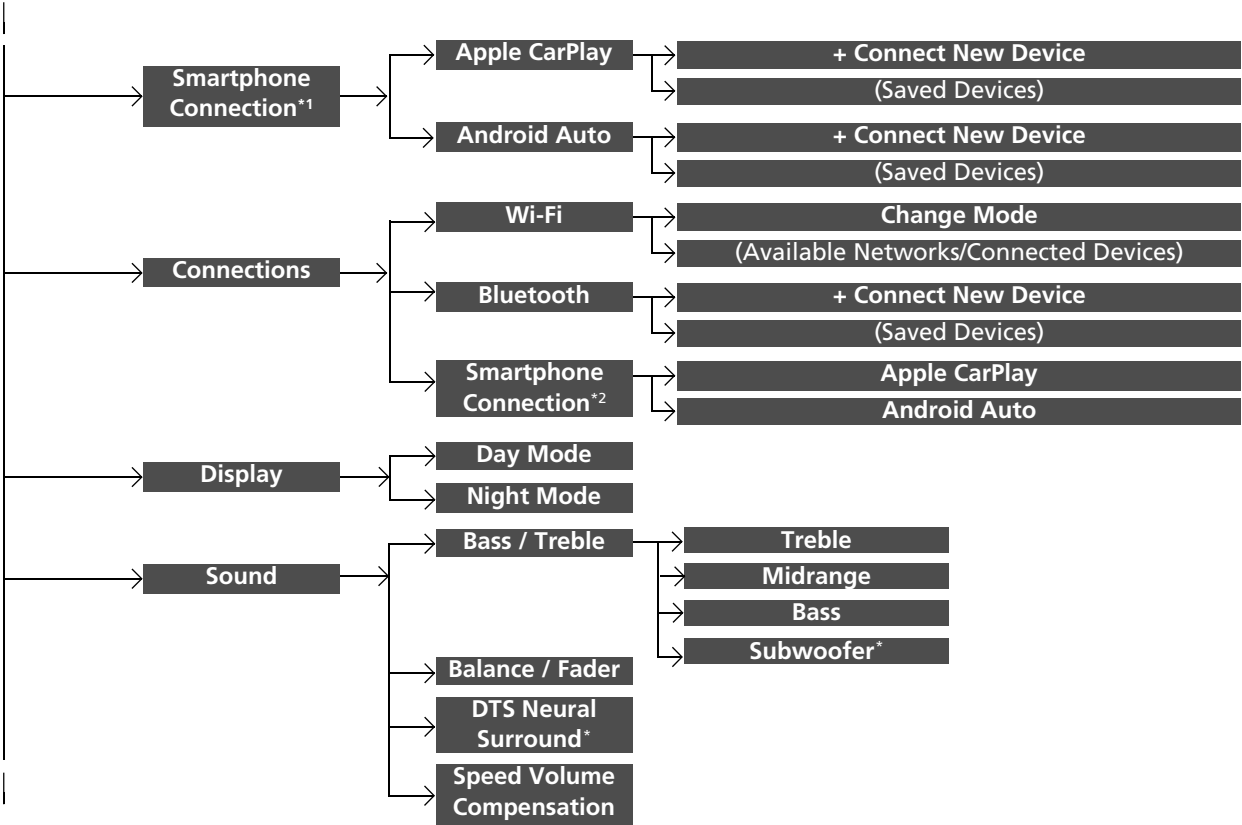 Smartphone
Connection*1
Apple CarPlay
+ Connect New Device
(Saved Devices)
Android Auto
+ Connect New Device
(Saved Devices)
Connections
Wi-Fi
Change Mode
(Available Networks/Connected Devices)
Bluetooth
+ Connect New Device
(Saved Devices)
Smartphone
Connection*2
Apple CarPlay
Android Auto
Display
Day Mode
Night Mode
Sound
Bass / Treble
Treble
Midrange
Bass
Subwoofer*
Balance / Fader
DTS Neural
Surround*
Speed Volume
Compensation